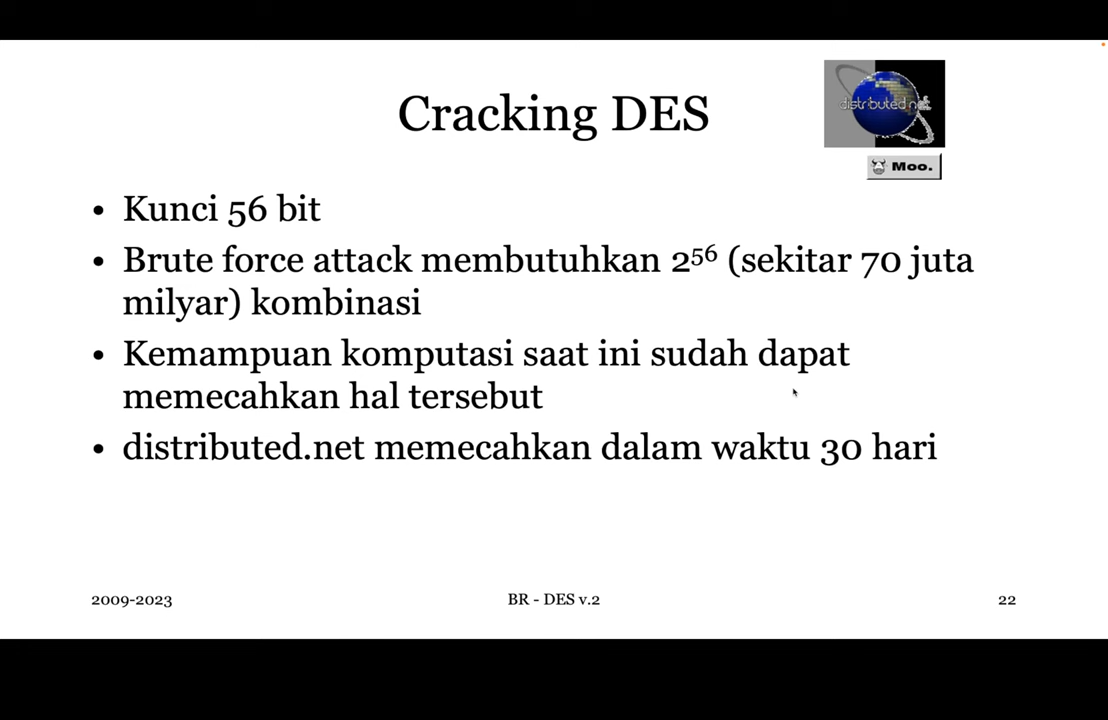 Cracking DES
distributed.net
Moo.
• Kunci 56 bit
• Brute force attack membutuhkan 2⁵⁶ (sekitar 70 juta
milyar) kombinasi
• Kemampuan komputasi saat ini sudah dapat
memecahkan hal tersebut
• distributed.net memecahkan dalam waktu 30 hari
2009-2023
BR - DES v.2
22